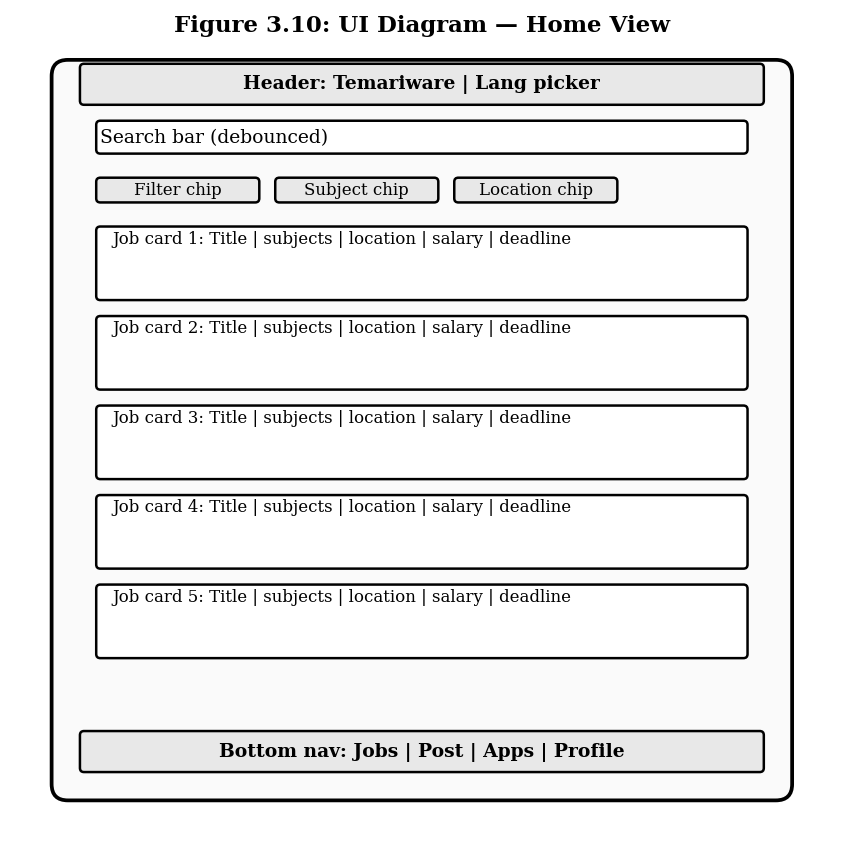 Figure 3.10: UI Diagram — Home View
Header: Temariware | Lang picker
Search bar (debounced)
Filter chip
Subject chip
Location chip
Job card 1: Title | subjects | location | salary | deadline
Job card 2: Title | subjects | location | salary | deadline
Job card 3: Title | subjects | location | salary | deadline
Job card 4: Title | subjects | location | salary | deadline
Job card 5: Title | subjects | location | salary | deadline
Bottom nav: Jobs | Post | Apps | Profile